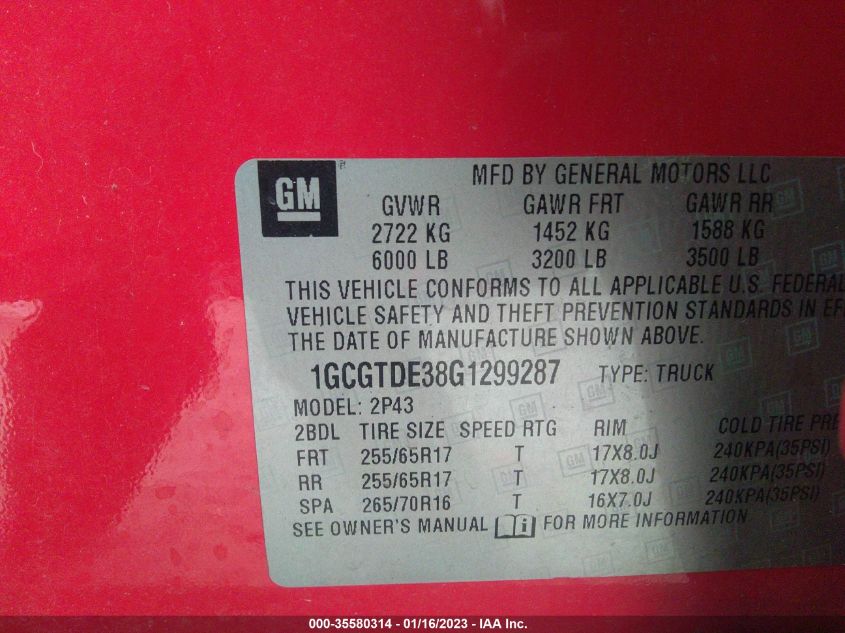 GM
MFD BY GENERAL MOTORS LLC
GVWR GAWR FRT GAWR RR
2722 KG 1452 KG 1588 KG
6000 LB 3200 LB 3500 LB
THIS VEHICLE CONFORMS TO ALL APPLICABLE U.S. FEDERAL
VEHICLE SAFETY AND THEFT PREVENTION STANDARDS IN EF
THE DATE OF MANUFACTURE SHOWN ABOVE.
1GCGTDE38G1299287 TYPE: TRUCK
MODEL: 2P43
2BDL TIRE SIZE SPEED RTG RIM COLD TIRE PRE
FRT 255/65R17 T 17X8.0J 240KPA(35PSI)
RR 255/65R17 T 17X8.0J 240KPA(35PSI)
SPA 265/70R16 T 16X7.0J 240KPA(35PSI)
SEE OWNER'S MANUAL i FOR MORE INFORMATION
000-35580314 - 01/16/2023 - IAA Inc.